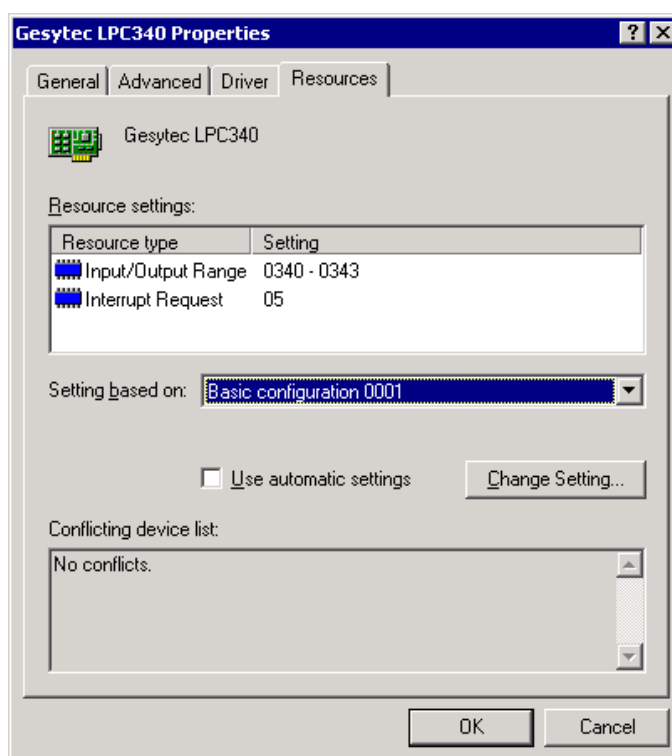 Gesytec LPC340 Properties
General Advanced Driver Resources
Gesytec LPC340
Resource settings:
Resource type Setting
Input/Output Range 0340 - 0343
Interrupt Request 05
Setting based on: Basic configuration 0001
Use automatic settings Change Setting...
Conflicting device list:
No conflicts.
OK Cancel